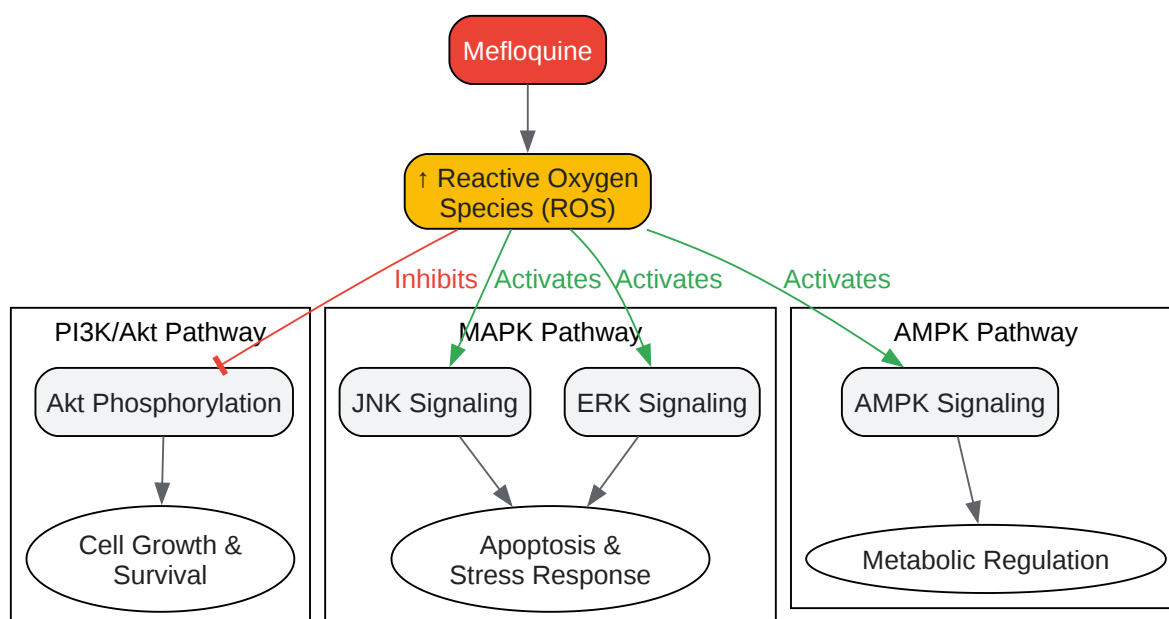 Mefloquine
↑ Reactive Oxygen
Species (ROS)
Inhibits
Activates
Activates
Activates
PI3K/Akt Pathway
MAPK Pathway
AMPK Pathway
Akt Phosphorylation
JNK Signaling
ERK Signaling
AMPK Signaling
Cell Growth &
Survival
Apoptosis &
Stress Response
Metabolic Regulation